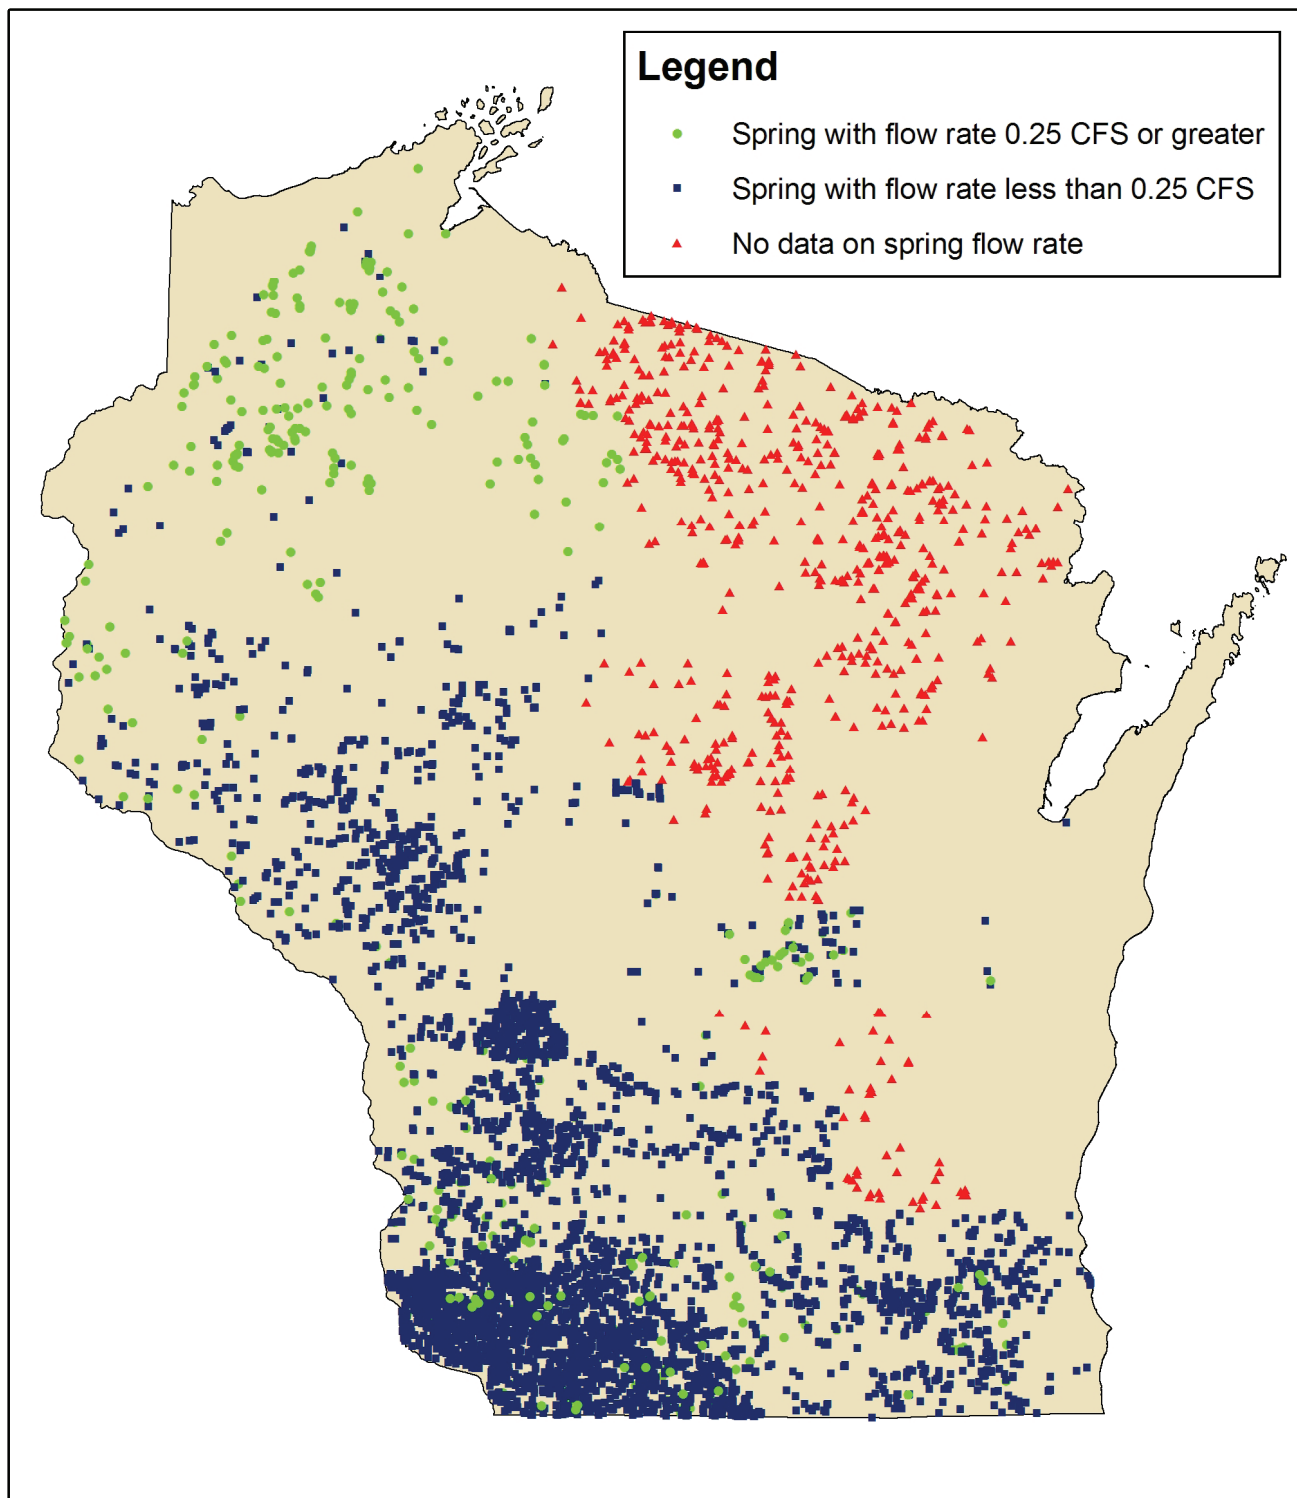 Legend
Spring with flow rate 0.25 CFS or greater
Spring with flow rate less than 0.25 CFS
No data on spring flow rate